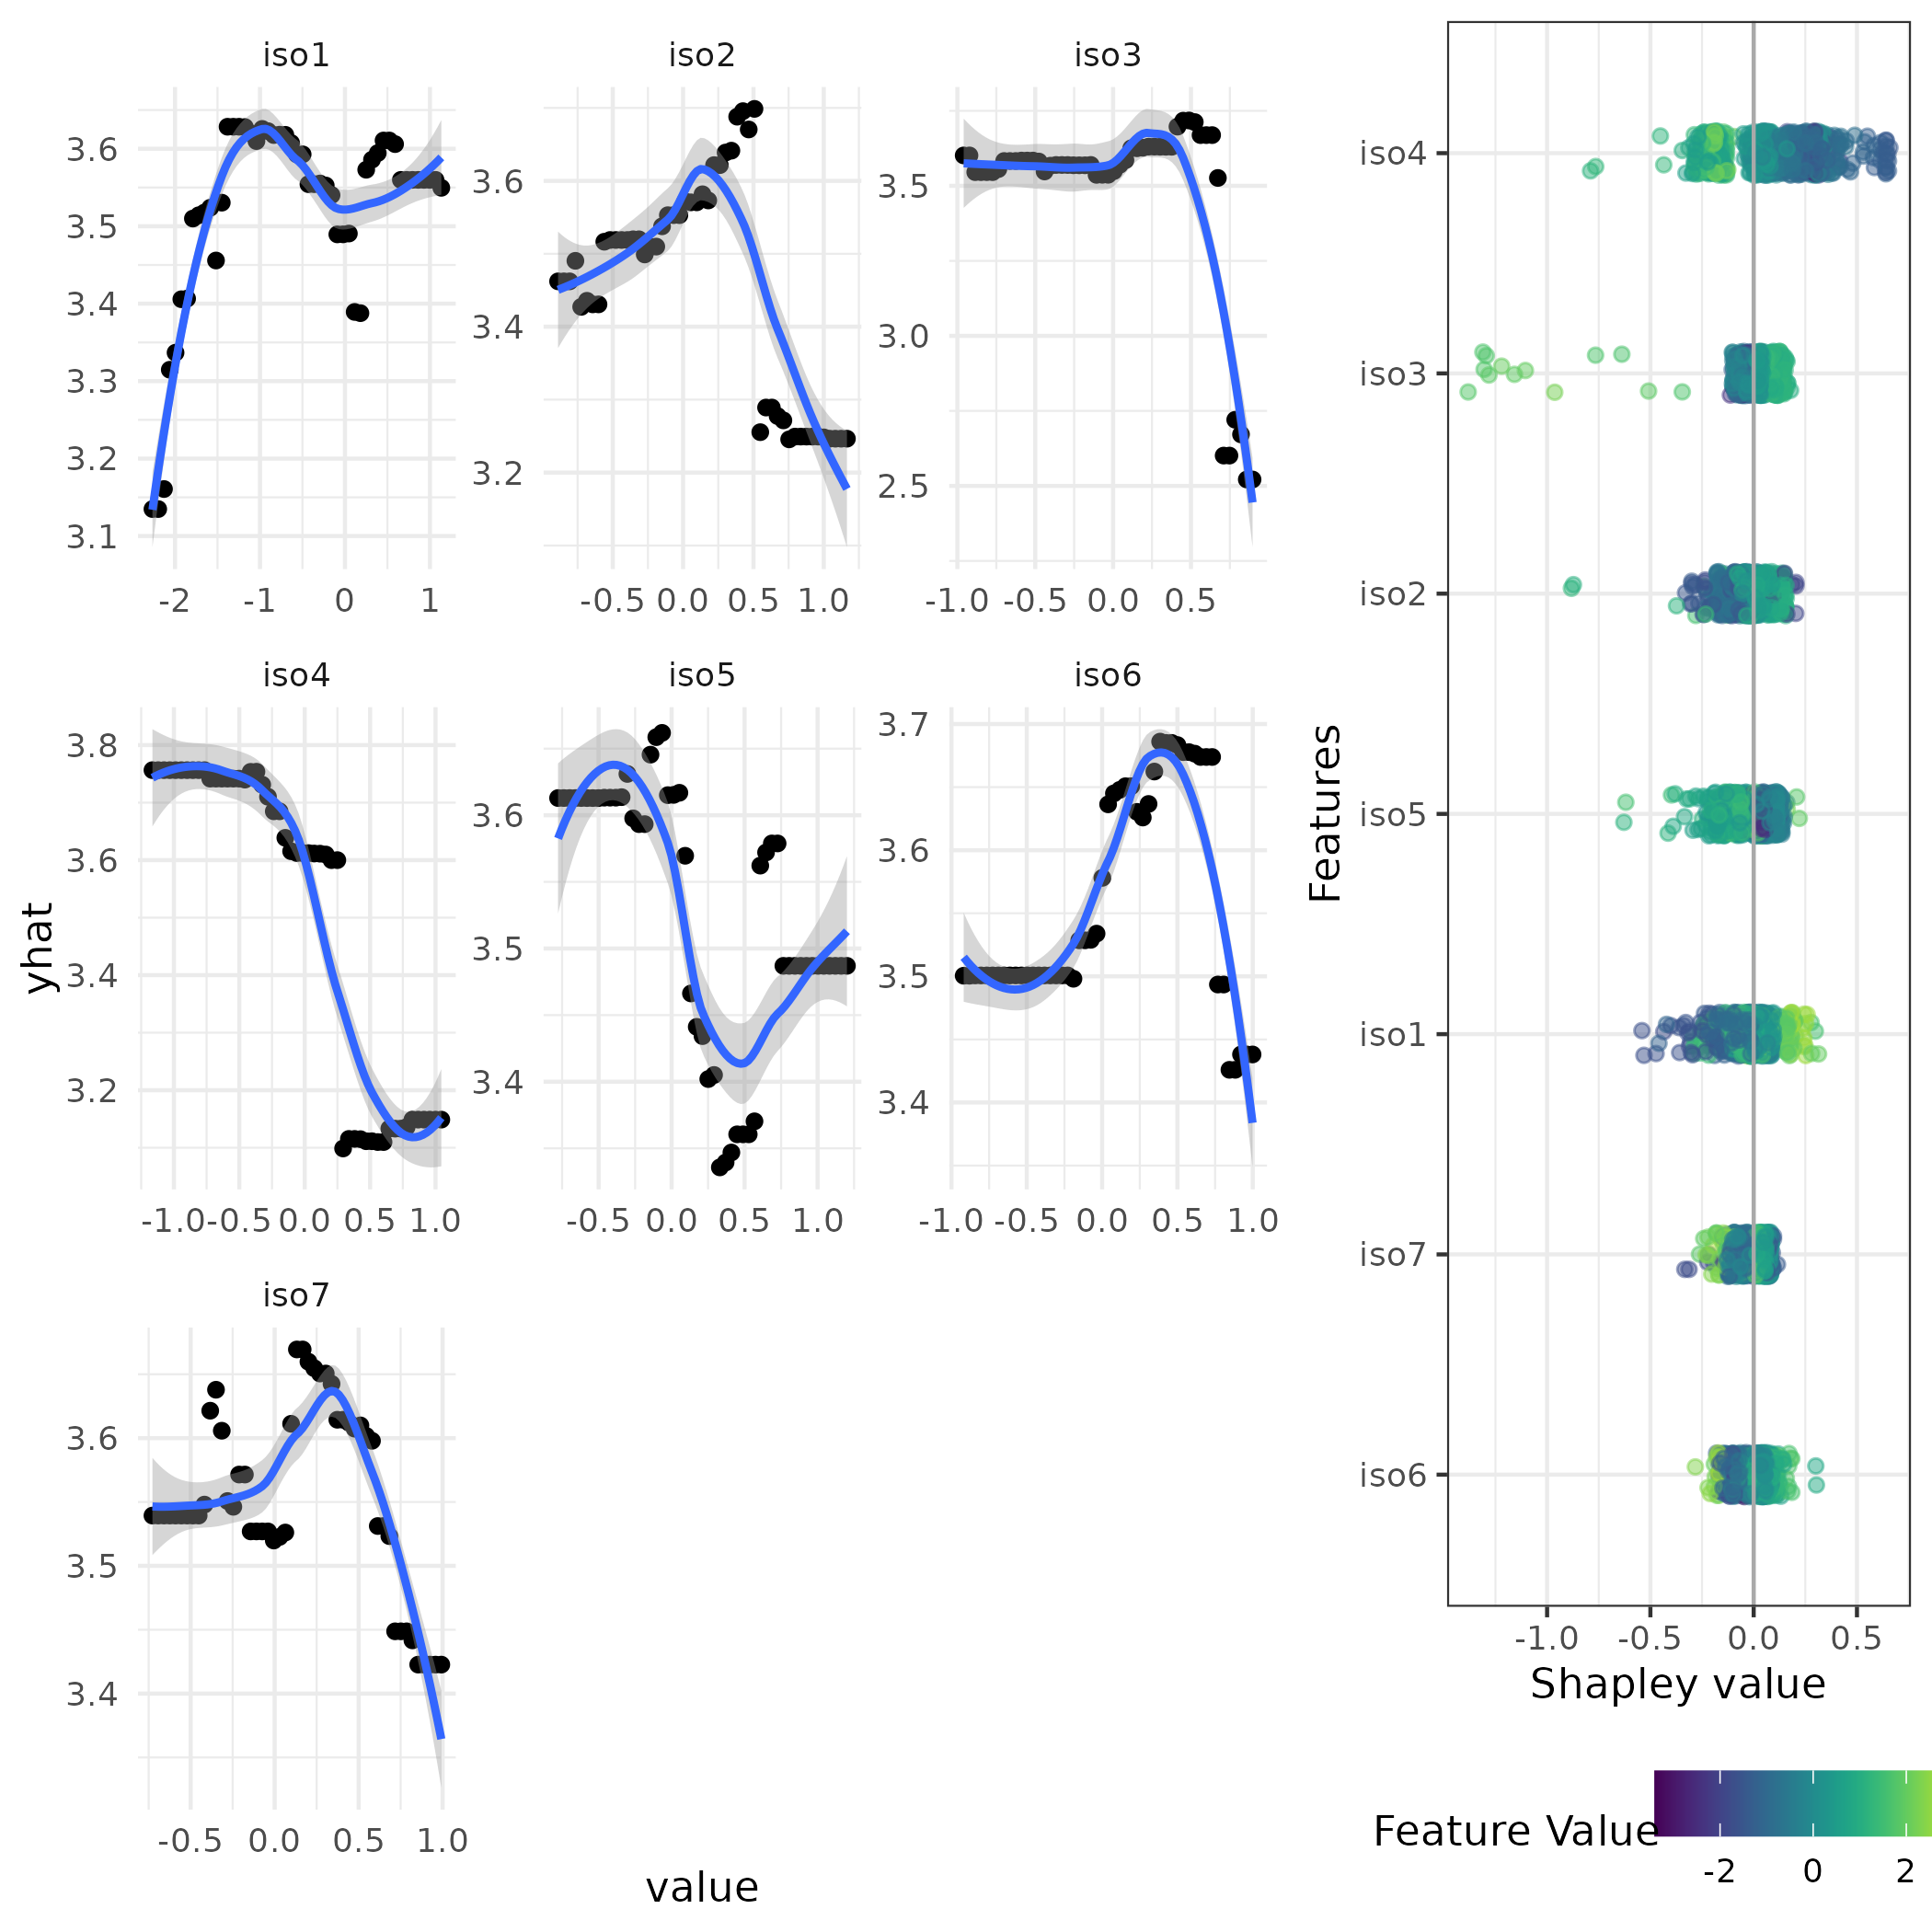 iso1 iso2 iso3
3.6
3.5
3.4
3.3
3.2
3.1
-2 -1 0 1
3.6
3.4
3.2
-0.5 0.0 0.5 1.0
3.5
3.0
2.5
-1.0 -0.5 0.0 0.5
iso4 iso5 iso6
3.8
3.6
3.4
3.2
-1.0 -0.5 0.0 0.5 1.0
3.6
3.5
3.4
-0.5 0.0 0.5 1.0
3.7
3.6
3.5
3.4
-1.0 -0.5 0.0 0.5 1.0
iso7
3.6
3.5
3.4
-0.5 0.0 0.5 1.0
yhat
value
Features
iso4
iso3
iso2
iso5
iso1
iso7
iso6
-1.0 -0.5 0.0 0.5
Shapley value
Feature Value
-2 0 2